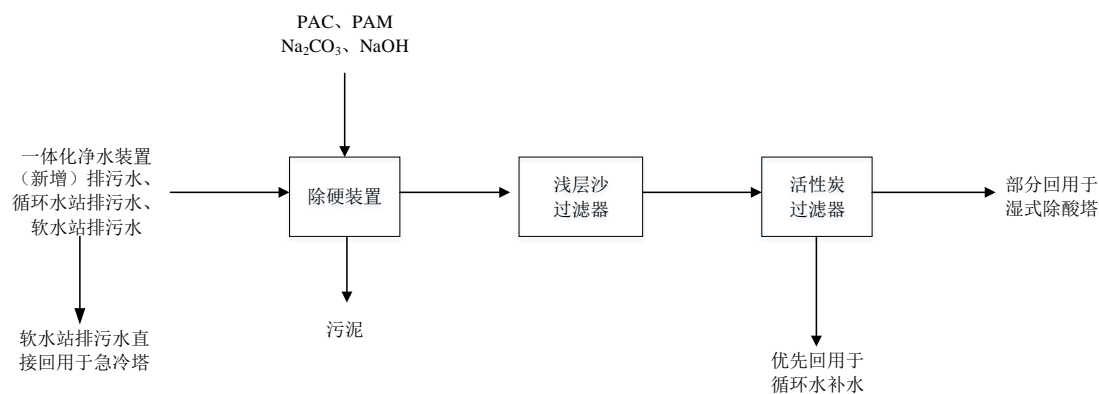 PAC、PAM
Na₂CO₃、NaOH
一体化净水装置
（新增）排污水、
循环水站排污水、
软水站排污水
除硬装置
浅层沙
过滤器
活性炭
过滤器
部分回用于
湿式除酸塔
软水站排污水直
接回用于急冷塔
污泥
优先回用于
循环水补水